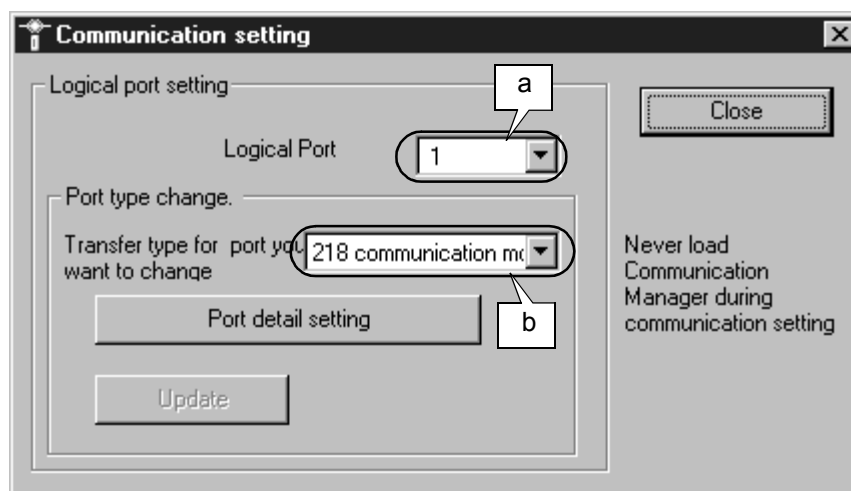 Communication setting
Logical port setting
a
Close
Logical Port
1
Port type change.
Transfer type for port you
want to change
218 communication mo
b
Never load
Communication
Manager during
communication setting
Port detail setting
Update